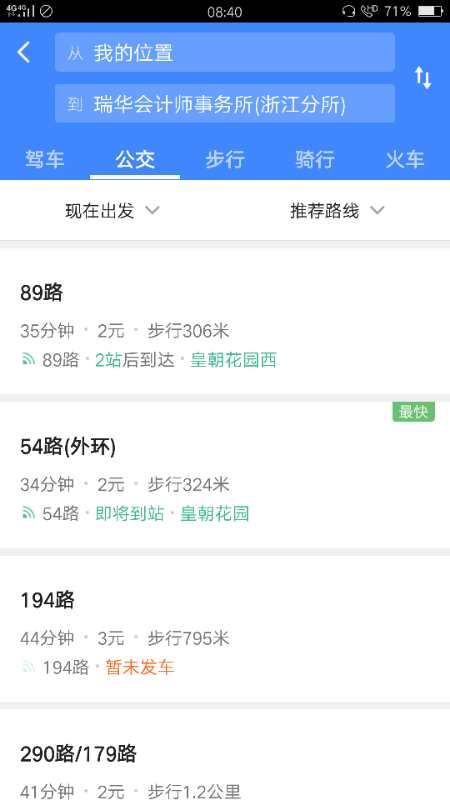 4G 4G 08:40 HD 71%
从 我的位置
到 瑞华会计师事务所(浙江分所)
驾车 公交 步行 骑行 火车
现在出发 推荐路线
89路
35分钟 · 2元 · 步行306米
89路 · 2站后到达 · 皇朝花园西
最快
54路(外环)
34分钟 · 2元 · 步行324米
54路 · 即将到站 · 皇朝花园
194路
44分钟 · 3元 · 步行795米
194路 · 暂未发车
290路/179路
41分钟 · 2元 · 步行1.2公里